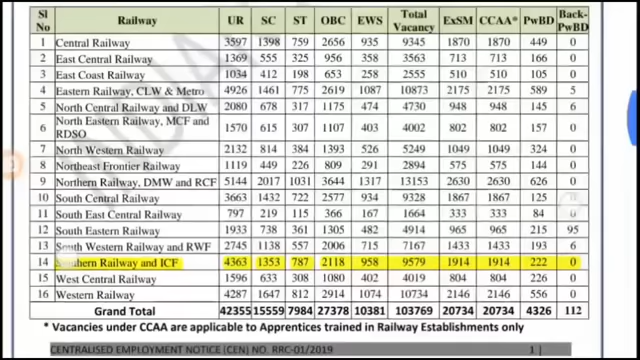 Sl No Railway UR SC ST OBC EWS Total Vacancy ExSM CCAA* PwBD Back-PwBD
1 Central Railway 3597 1398 759 2656 935 9345 1870 1870 449 0
2 East Central Railway 1369 555 325 956 358 3563 713 713 166 0
3 East Coast Railway 1034 412 198 653 258 2555 510 510 105 0
4 Eastern Railway, CLW & Metro 4926 1461 775 2619 1087 10873 2175 2175 589 5
5 North Central Railway and DLW 2080 678 317 1175 474 4730 948 948 145 6
6 North Eastern Railway, MCF and RDSO 1570 615 307 1107 403 4002 802 802 157 0
7 North Western Railway 2132 814 384 1393 526 5249 1049 1049 324 0
8 Northeast Frontier Railway 1119 449 226 809 291 2894 575 575 144 0
9 Northern Railway, DMW and RCF 5144 2017 1031 3644 1317 13153 2630 2630 626 0
10 South Central Railway 3663 1432 722 2577 934 9328 1867 1867 125
11 South East Central Railway 797 219 115 366 167 1664 333 333 84 0
12 South Eastern Railway 1933 738 361 1305 482 4914 965 965 215 95
13 South Western Railway and RWF 2745 1138 557 2006 715 7167 1433 1433 193 6
14 Southern Railway and ICF 4363 1353 787 2118 958 9579 1914 1914 222 0
15 West Central Railway 1596 633 308 1080 402 4019 804 804 226 0
16 Western Railway 4287 1647 812 2914 1074 10734 2146 2146 556 0
Grand Total 42355 15559 7984 27378 10381 103769 20734 20734 4326 112
* Vacancies under CCAA are applicable to Apprentices trained in Railway Establishments only
CENTRALISED EMPLOYMENT NOTICE (CEN) No. RRC-01/2019 1 |